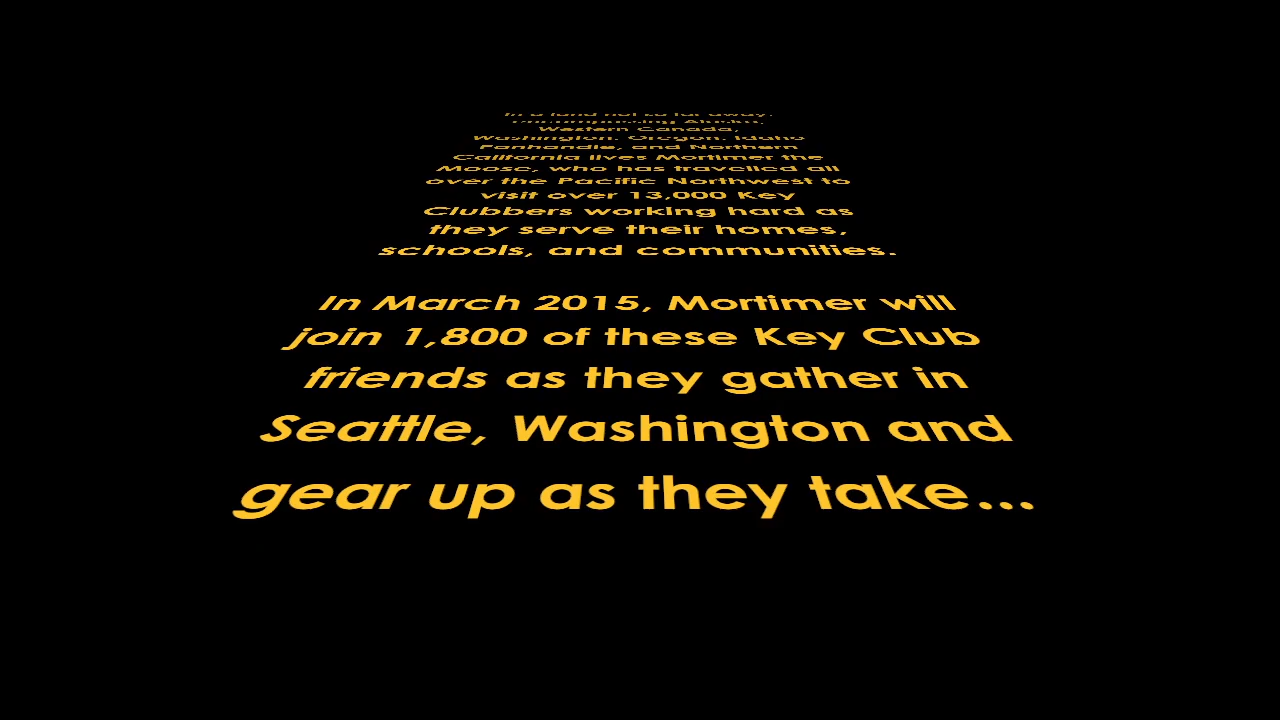 In a land not so far away.
Encompassing Alaska,
Western Canada,
Washington, Oregon, Idaho
Panhandle, and Northern
California lives Mortimer the
Moose, who has travelled all
over the Pacific Northwest to
visit over 13,000 Key
Clubbers working hard as
they serve their homes,
schools, and communities.
In March 2015, Mortimer will
join 1,800 of these Key Club
friends as they gather in
Seattle, Washington and
gear up as they take...